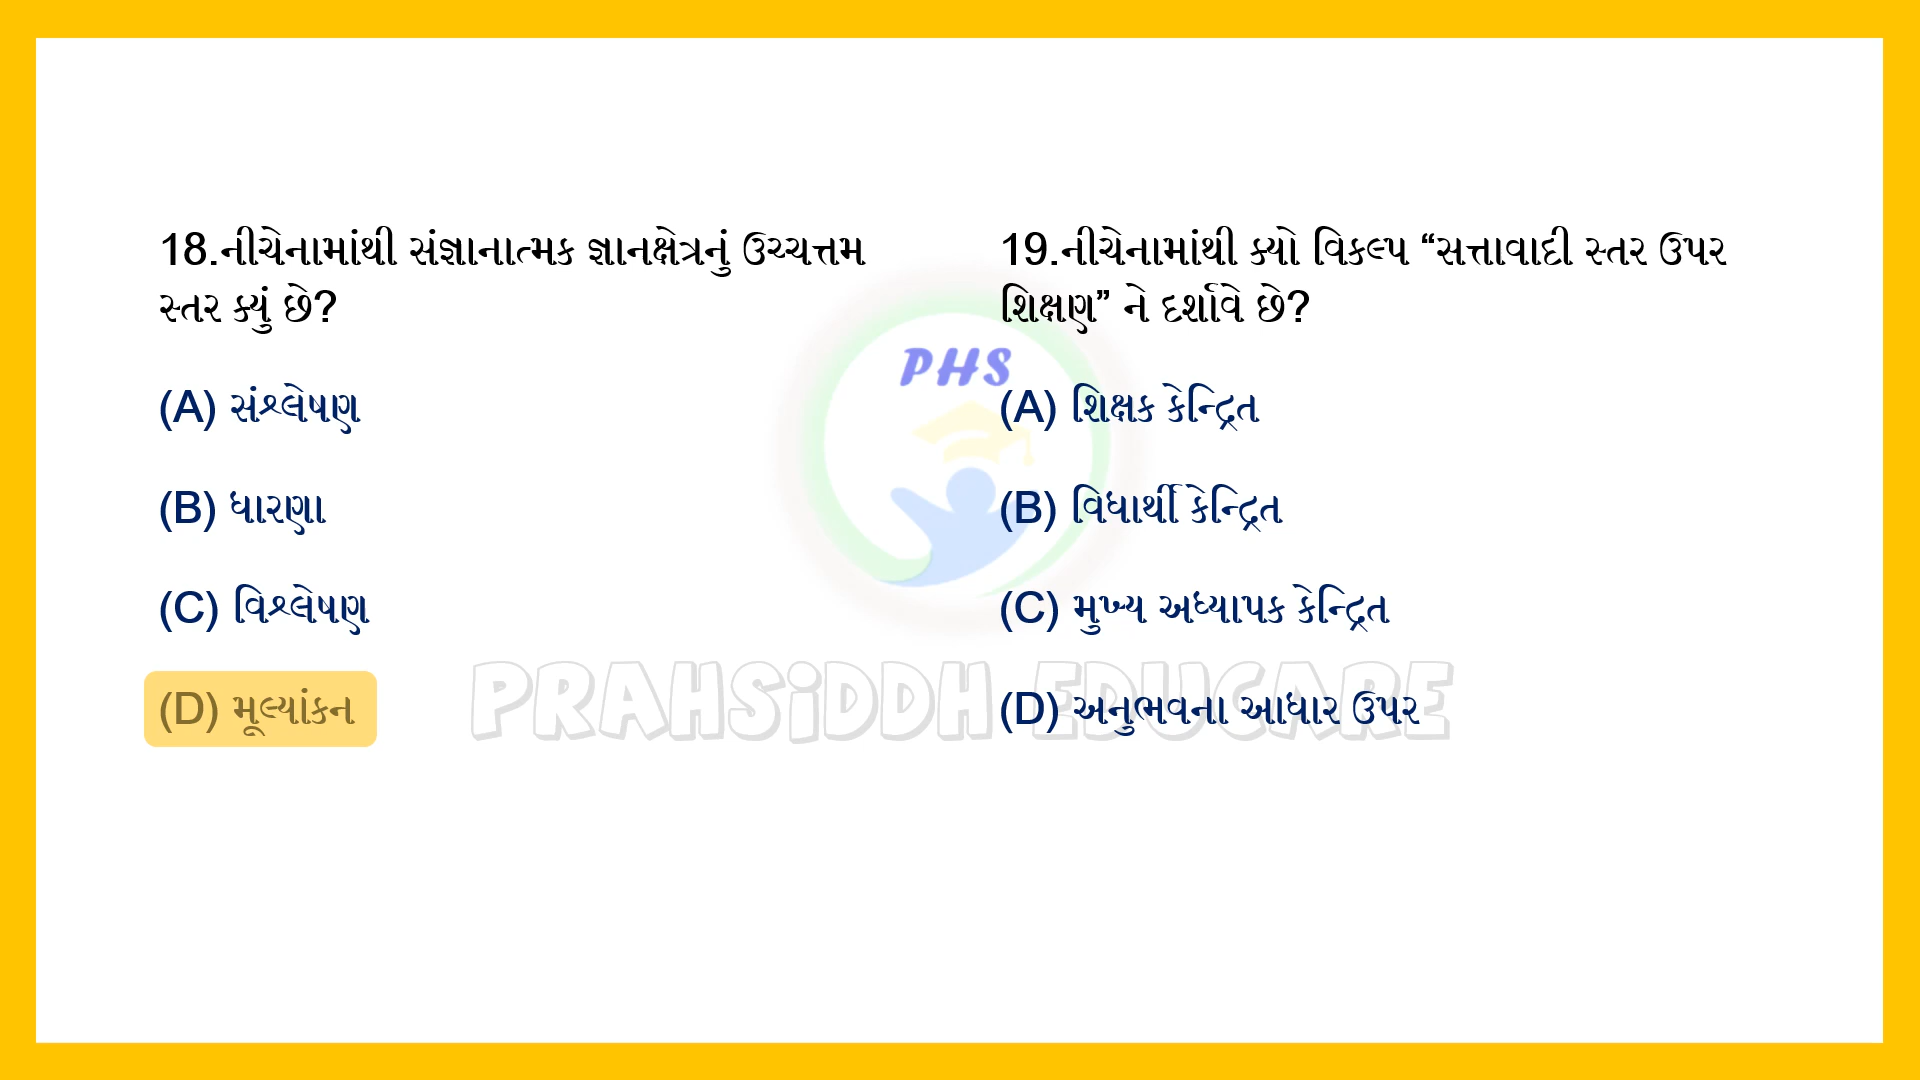 18.નીચેનામાંથી સંજ્ઞાનાત્મક જ્ઞાનક્ષેત્રનું ઉચ્ચત્તમ
સ્તર ક્યું છે?
(A) સંશ્લેષણ
(B) ધારણા
(C) વિશ્લેષણ
(D) મૂલ્યાંકન
19.નીચેનામાંથી ક્યો વિકલ્પ “સત્તાવાદી સ્તર ઉપર
શિક્ષણ” ને દર્શાવે છે?
(A) શિક્ષક કેન્દ્રિત
(B) વિધાર્થી કેન્દ્રિત
(C) મુખ્ય અધ્યાપક કેન્દ્રિત
(D) અનુભવના આધાર ઉપર
PHS
PRAHSiDDH EDUCARE